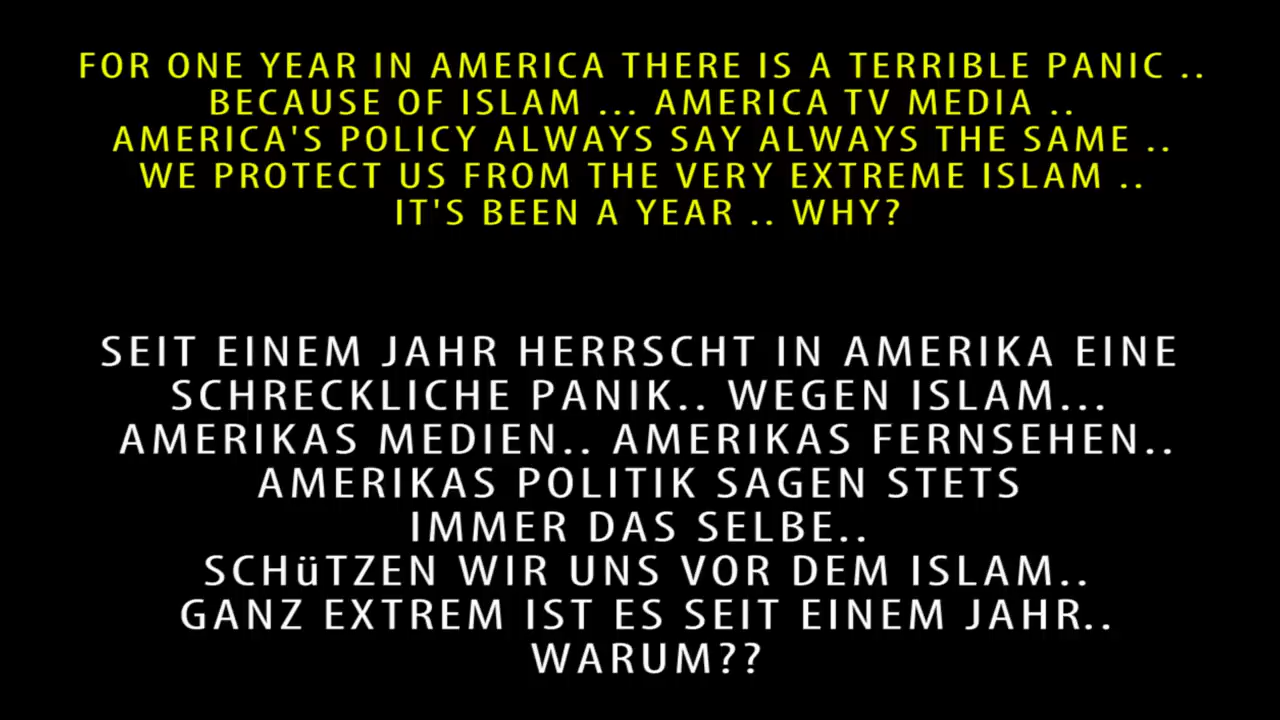 FOR ONE YEAR IN AMERICA THERE IS A TERRIBLE PANIC ..
BECAUSE OF ISLAM ... AMERICA TV MEDIA ..
AMERICA'S POLICY ALWAYS SAY ALWAYS THE SAME ..
WE PROTECT US FROM THE VERY EXTREME ISLAM ..
IT'S BEEN A YEAR .. WHY?
SEIT EINEM JAHR HERRSCHT IN AMERIKA EINE
SCHRECKLICHE PANIK.. WEGEN ISLAM...
AMERIKAS MEDIEN.. AMERIKAS FERNSEHEN..
AMERIKAS POLITIK SAGEN STETS
IMMER DAS SELBE..
SCHüTZEN WIR UNS VOR DEM ISLAM..
GANZ EXTREM IST ES SEIT EINEM JAHR..
WARUM??